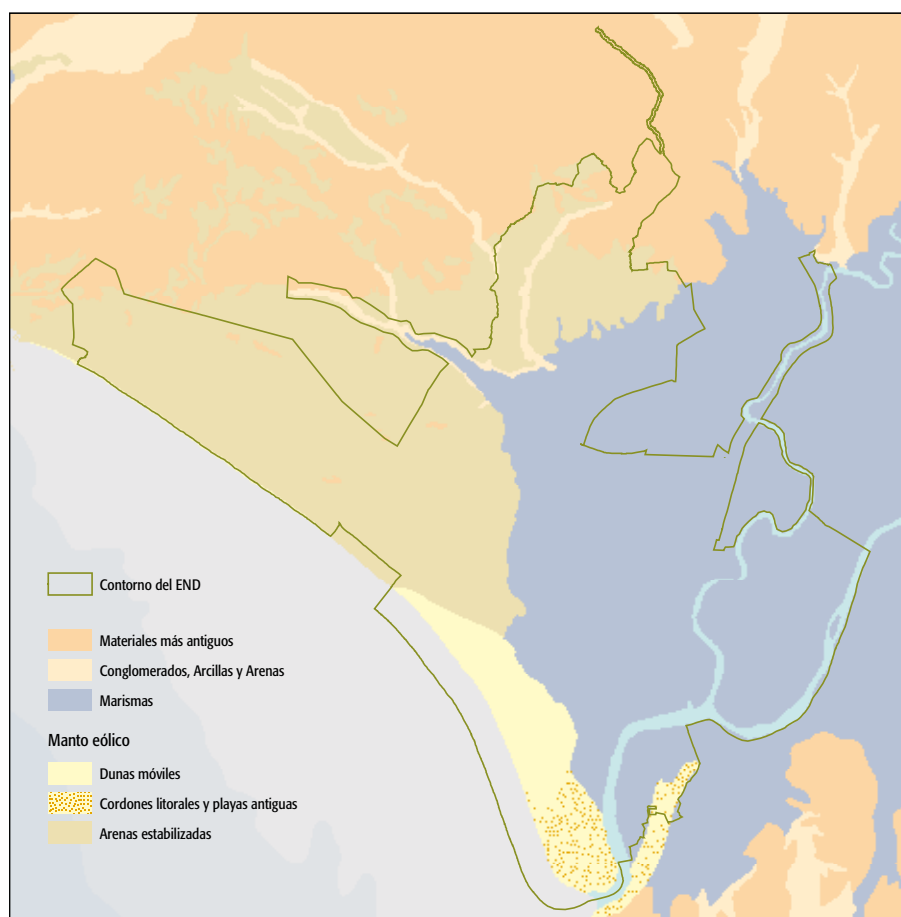 Contorno del END
Materiales más antiguos
Conglomerados, Arcillas y Arenas
Marismas
Manto eólico
Dunas móviles
Cordones litorales y playas antiguas
Arenas estabilizadas